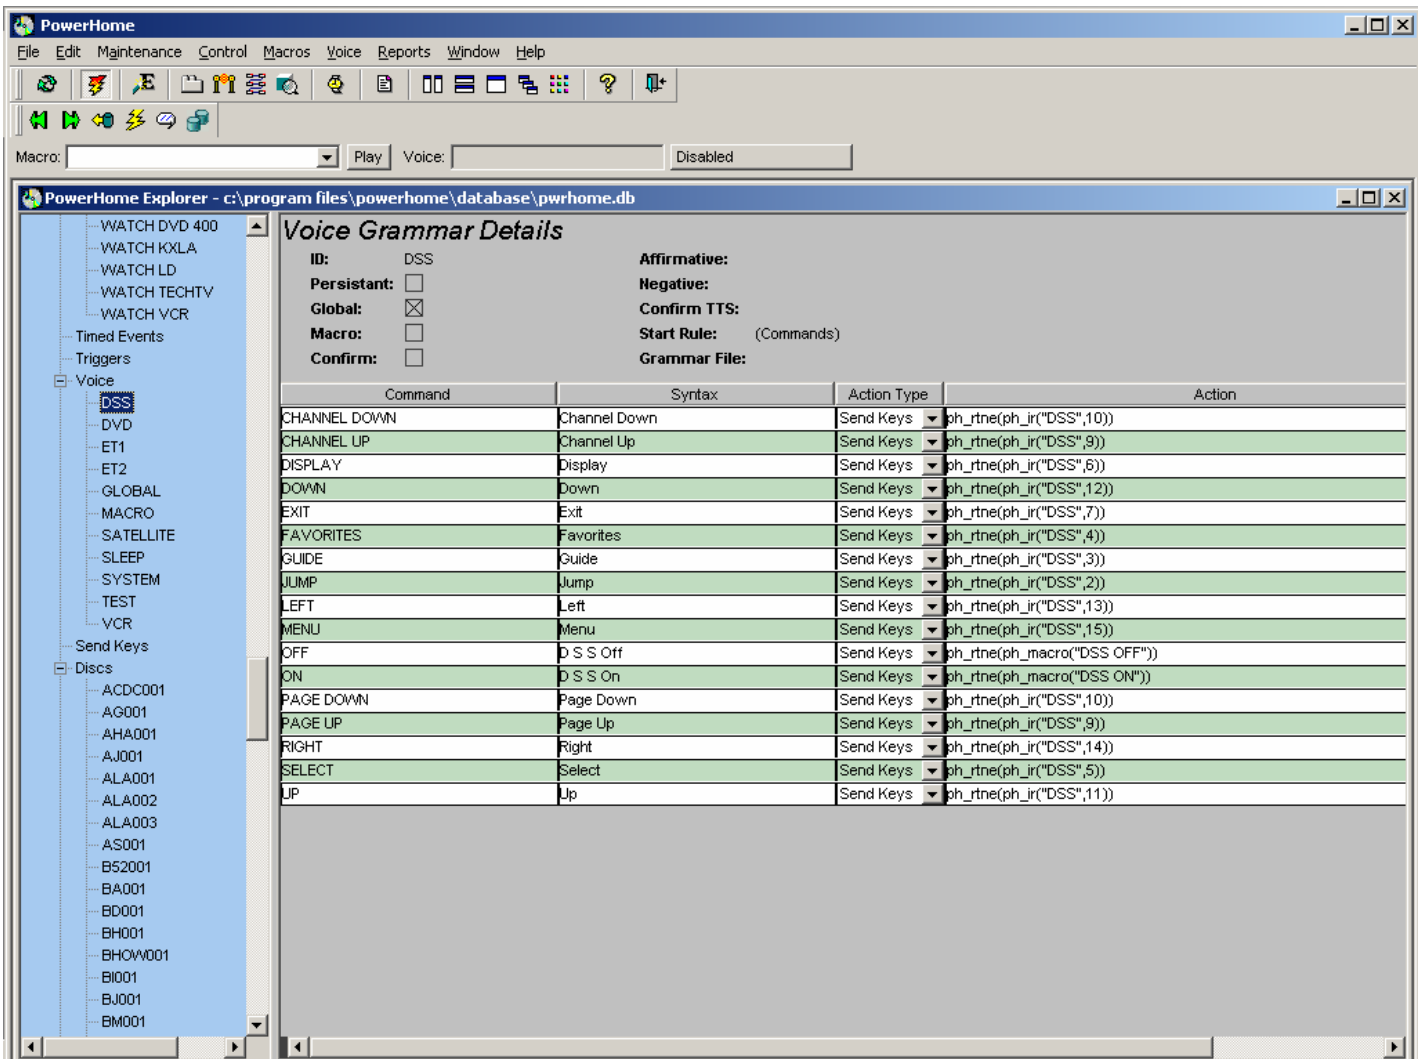 PowerHome
File Edit Maintenance Control Macros Voice Reports Window Help
Macro: Play Voice: Disabled
PowerHome Explorer - c:\program files\powerhome\database\pwrhome.db
WATCH DVD 400
WATCH KXLA
WATCH LD
WATCH TECHTV
WATCH VCR
Timed Events
Triggers
Voice
DSS
DVD
ET1
ET2
GLOBAL
MACRO
SATELLITE
SLEEP
SYSTEM
TEST
VCR
Send Keys
Discs
ACDC001
AG001
AHA001
AJ001
ALA001
ALA002
ALA003
AS001
B52001
BA001
BD001
BH001
BHOW001
BI001
BJ001
BM001
Voice Grammar Details
ID: DSS Affirmative:
Persistant: Negative:
Global: Confirm TTS:
Macro: Start Rule: (Commands)
Confirm: Grammar File:
Command Syntax Action Type Action
CHANNEL DOWN Channel Down Send Keys ph_rtne(ph_ir("DSS",10))
CHANNEL UP Channel Up Send Keys ph_rtne(ph_ir("DSS",9))
DISPLAY Display Send Keys ph_rtne(ph_ir("DSS",6))
DOWN Down Send Keys ph_rtne(ph_ir("DSS",12))
EXIT Exit Send Keys ph_rtne(ph_ir("DSS",7))
FAVORITES Favorites Send Keys ph_rtne(ph_ir("DSS",4))
GUIDE Guide Send Keys ph_rtne(ph_ir("DSS",3))
JUMP Jump Send Keys ph_rtne(ph_ir("DSS",2))
LEFT Left Send Keys ph_rtne(ph_ir("DSS",13))
MENU Menu Send Keys ph_rtne(ph_ir("DSS",15))
OFF D S S Off Send Keys ph_rtne(ph_macro("DSS OFF"))
ON D S S On Send Keys ph_rtne(ph_macro("DSS ON"))
PAGE DOWN Page Down Send Keys ph_rtne(ph_ir("DSS",10))
PAGE UP Page Up Send Keys ph_rtne(ph_ir("DSS",9))
RIGHT Right Send Keys ph_rtne(ph_ir("DSS",14))
SELECT Select Send Keys ph_rtne(ph_ir("DSS",5))
UP Up Send Keys ph_rtne(ph_ir("DSS",11))